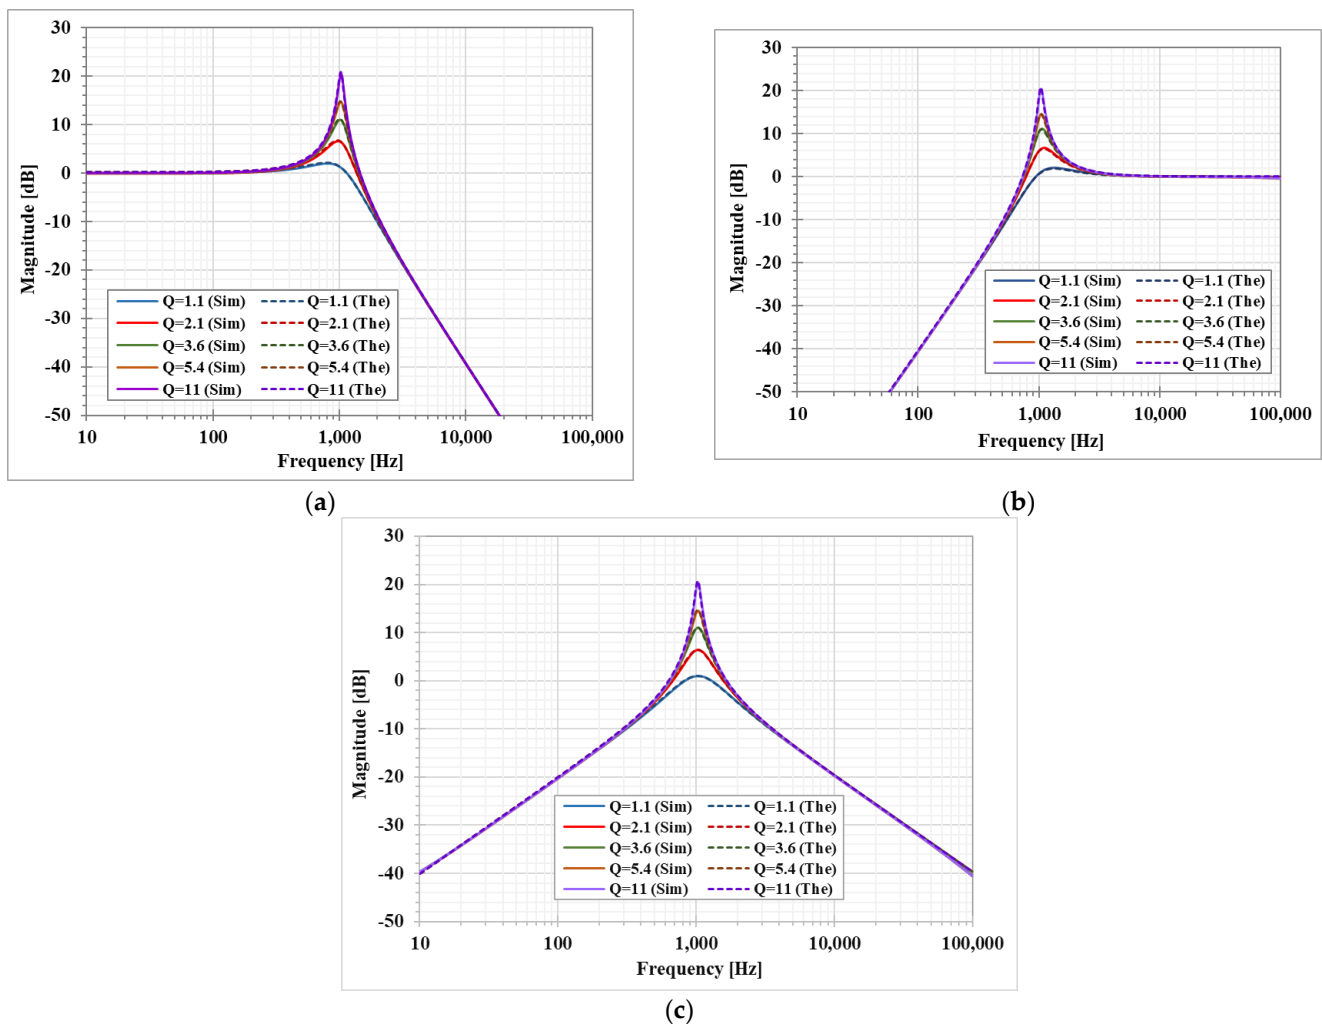 30
20
10
0
-10
-20
-30
-40
-50
Magnitude [dB]
Q=1.1 (Sim) Q=1.1 (The)
Q=2.1 (Sim) Q=2.1 (The)
Q=3.6 (Sim) Q=3.6 (The)
Q=5.4 (Sim) Q=5.4 (The)
Q=11 (Sim) Q=11 (The)
10 100 1,000 10,000 100,000
Frequency [Hz]
(a)
30
20
10
0
-10
-20
-30
-40
-50
Magnitude [dB]
Q=1.1 (Sim) Q=1.1 (The)
Q=2.1 (Sim) Q=2.1 (The)
Q=3.6 (Sim) Q=3.6 (The)
Q=5.4 (Sim) Q=5.4 (The)
Q=11 (Sim) Q=11 (The)
10 100 1,000 10,000 100,000
Frequency [Hz]
(b)
30
20
10
0
-10
-20
-30
-40
-50
Magnitude [dB]
Q=1.1 (Sim) Q=1.1 (The)
Q=2.1 (Sim) Q=2.1 (The)
Q=3.6 (Sim) Q=3.6 (The)
Q=5.4 (Sim) Q=5.4 (The)
Q=11 (Sim) Q=11 (The)
10 100 1,000 10,000 100,000
Frequency [Hz]
(c)